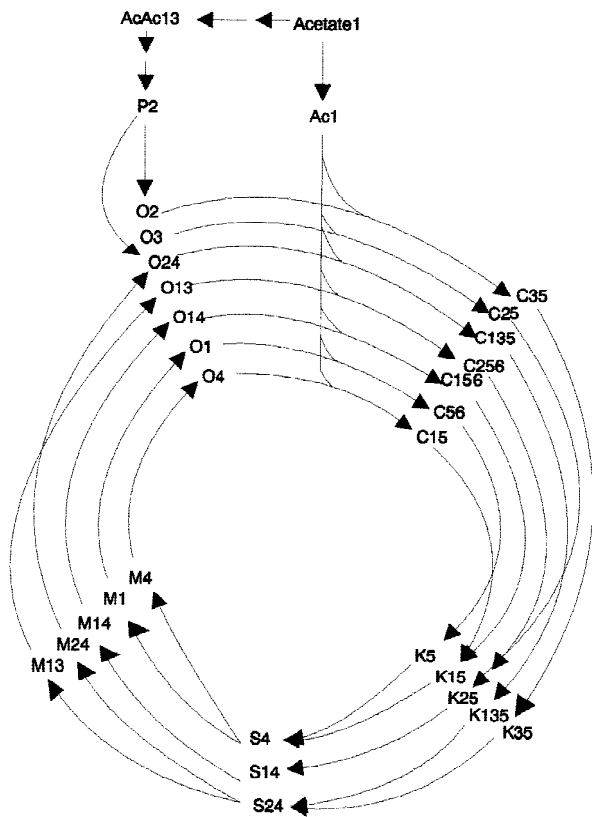 AcAc13
Acetate1
P2
Ac1
O2
O3
O24
O13
O14
O1
O4
C35
C25
C135
C256
C156
C56
C15
M4
M1
M14
M24
M13
K5
K15
K25
K135
K35
S4
S14
S24